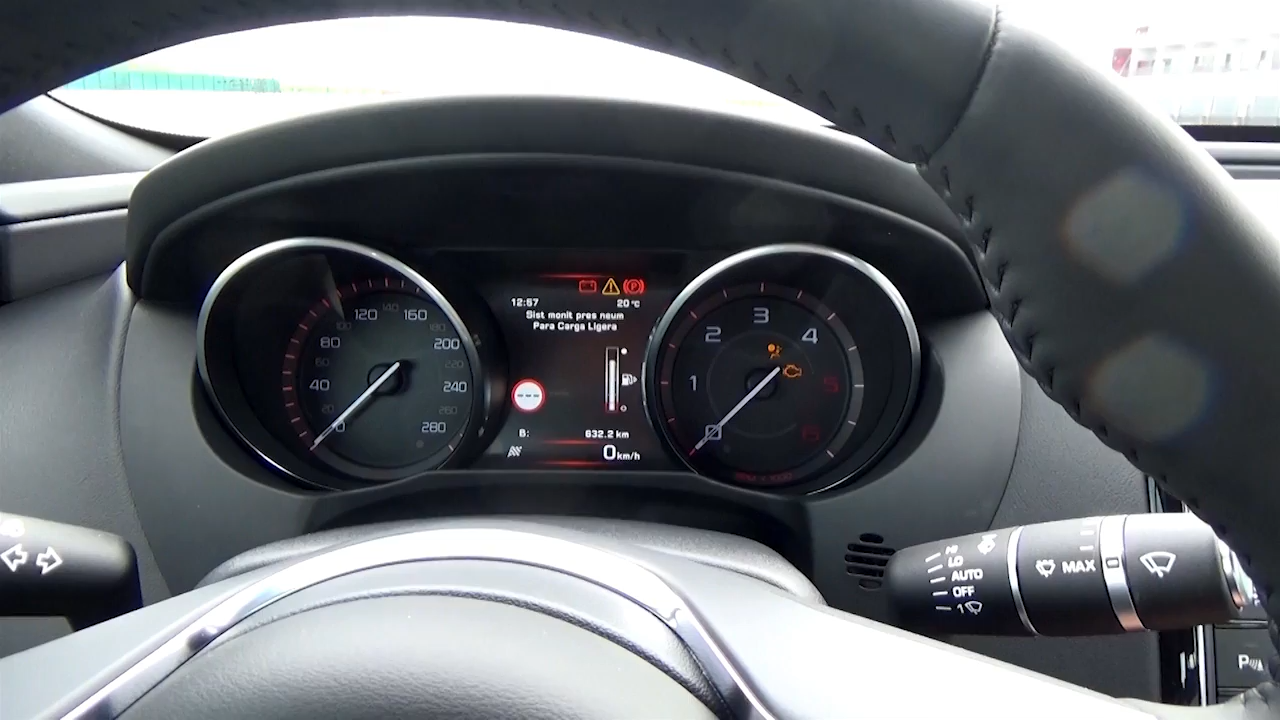 12:57 20 °C
Sist monit pres neum
Para Carga Ligera
B: 632.2 km
0 km/h
0 20 40 60 80 100 120 140 160 180 200 220 240 260 280
0 1 2 3 4 5 6
LO
AUTO
OFF
1
MAX
P